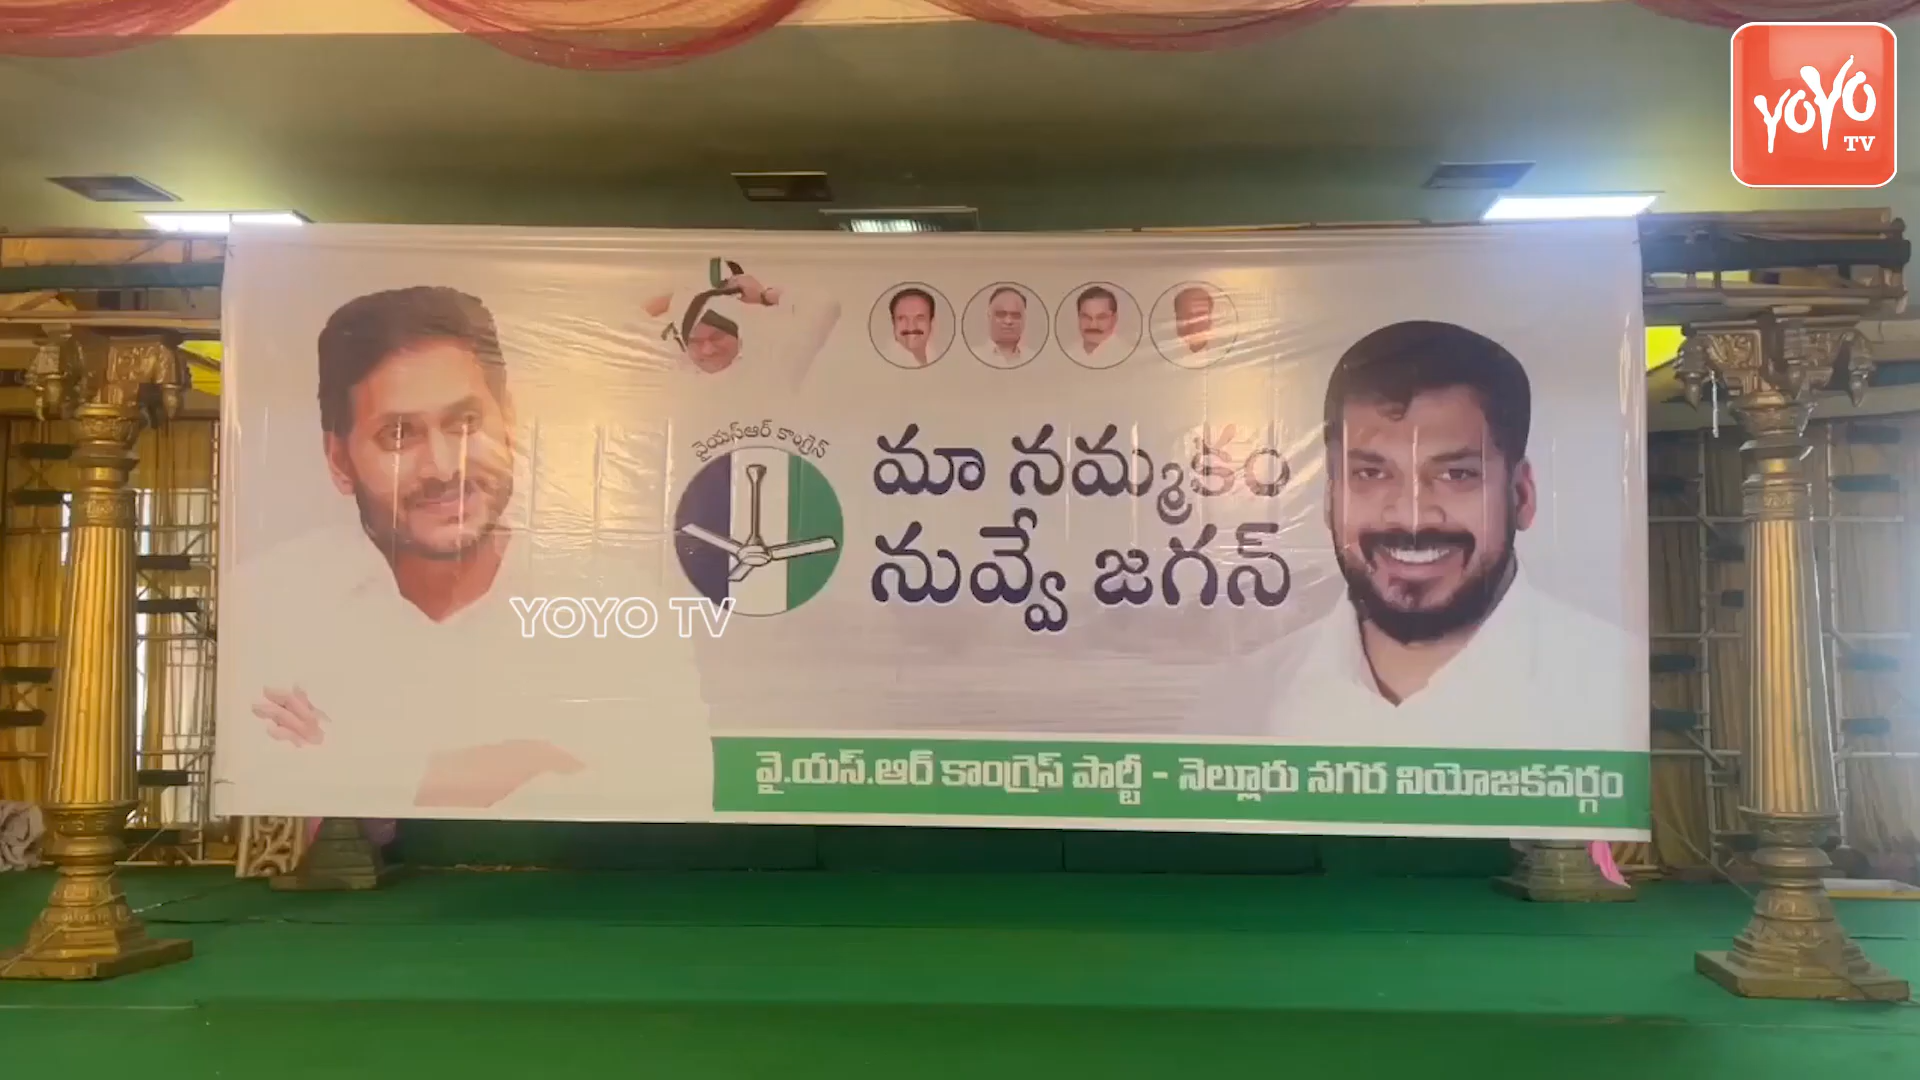 YOYO
TV
వైయస్ఆర్ కాంగ్రెస్
మా నమ్మకం
నువ్వే జగన్
YOYO TV
వై.యస్.ఆర్ కాంగ్రెస్ పార్టీ - నెల్లూరు నగర నియోజకవర్గం